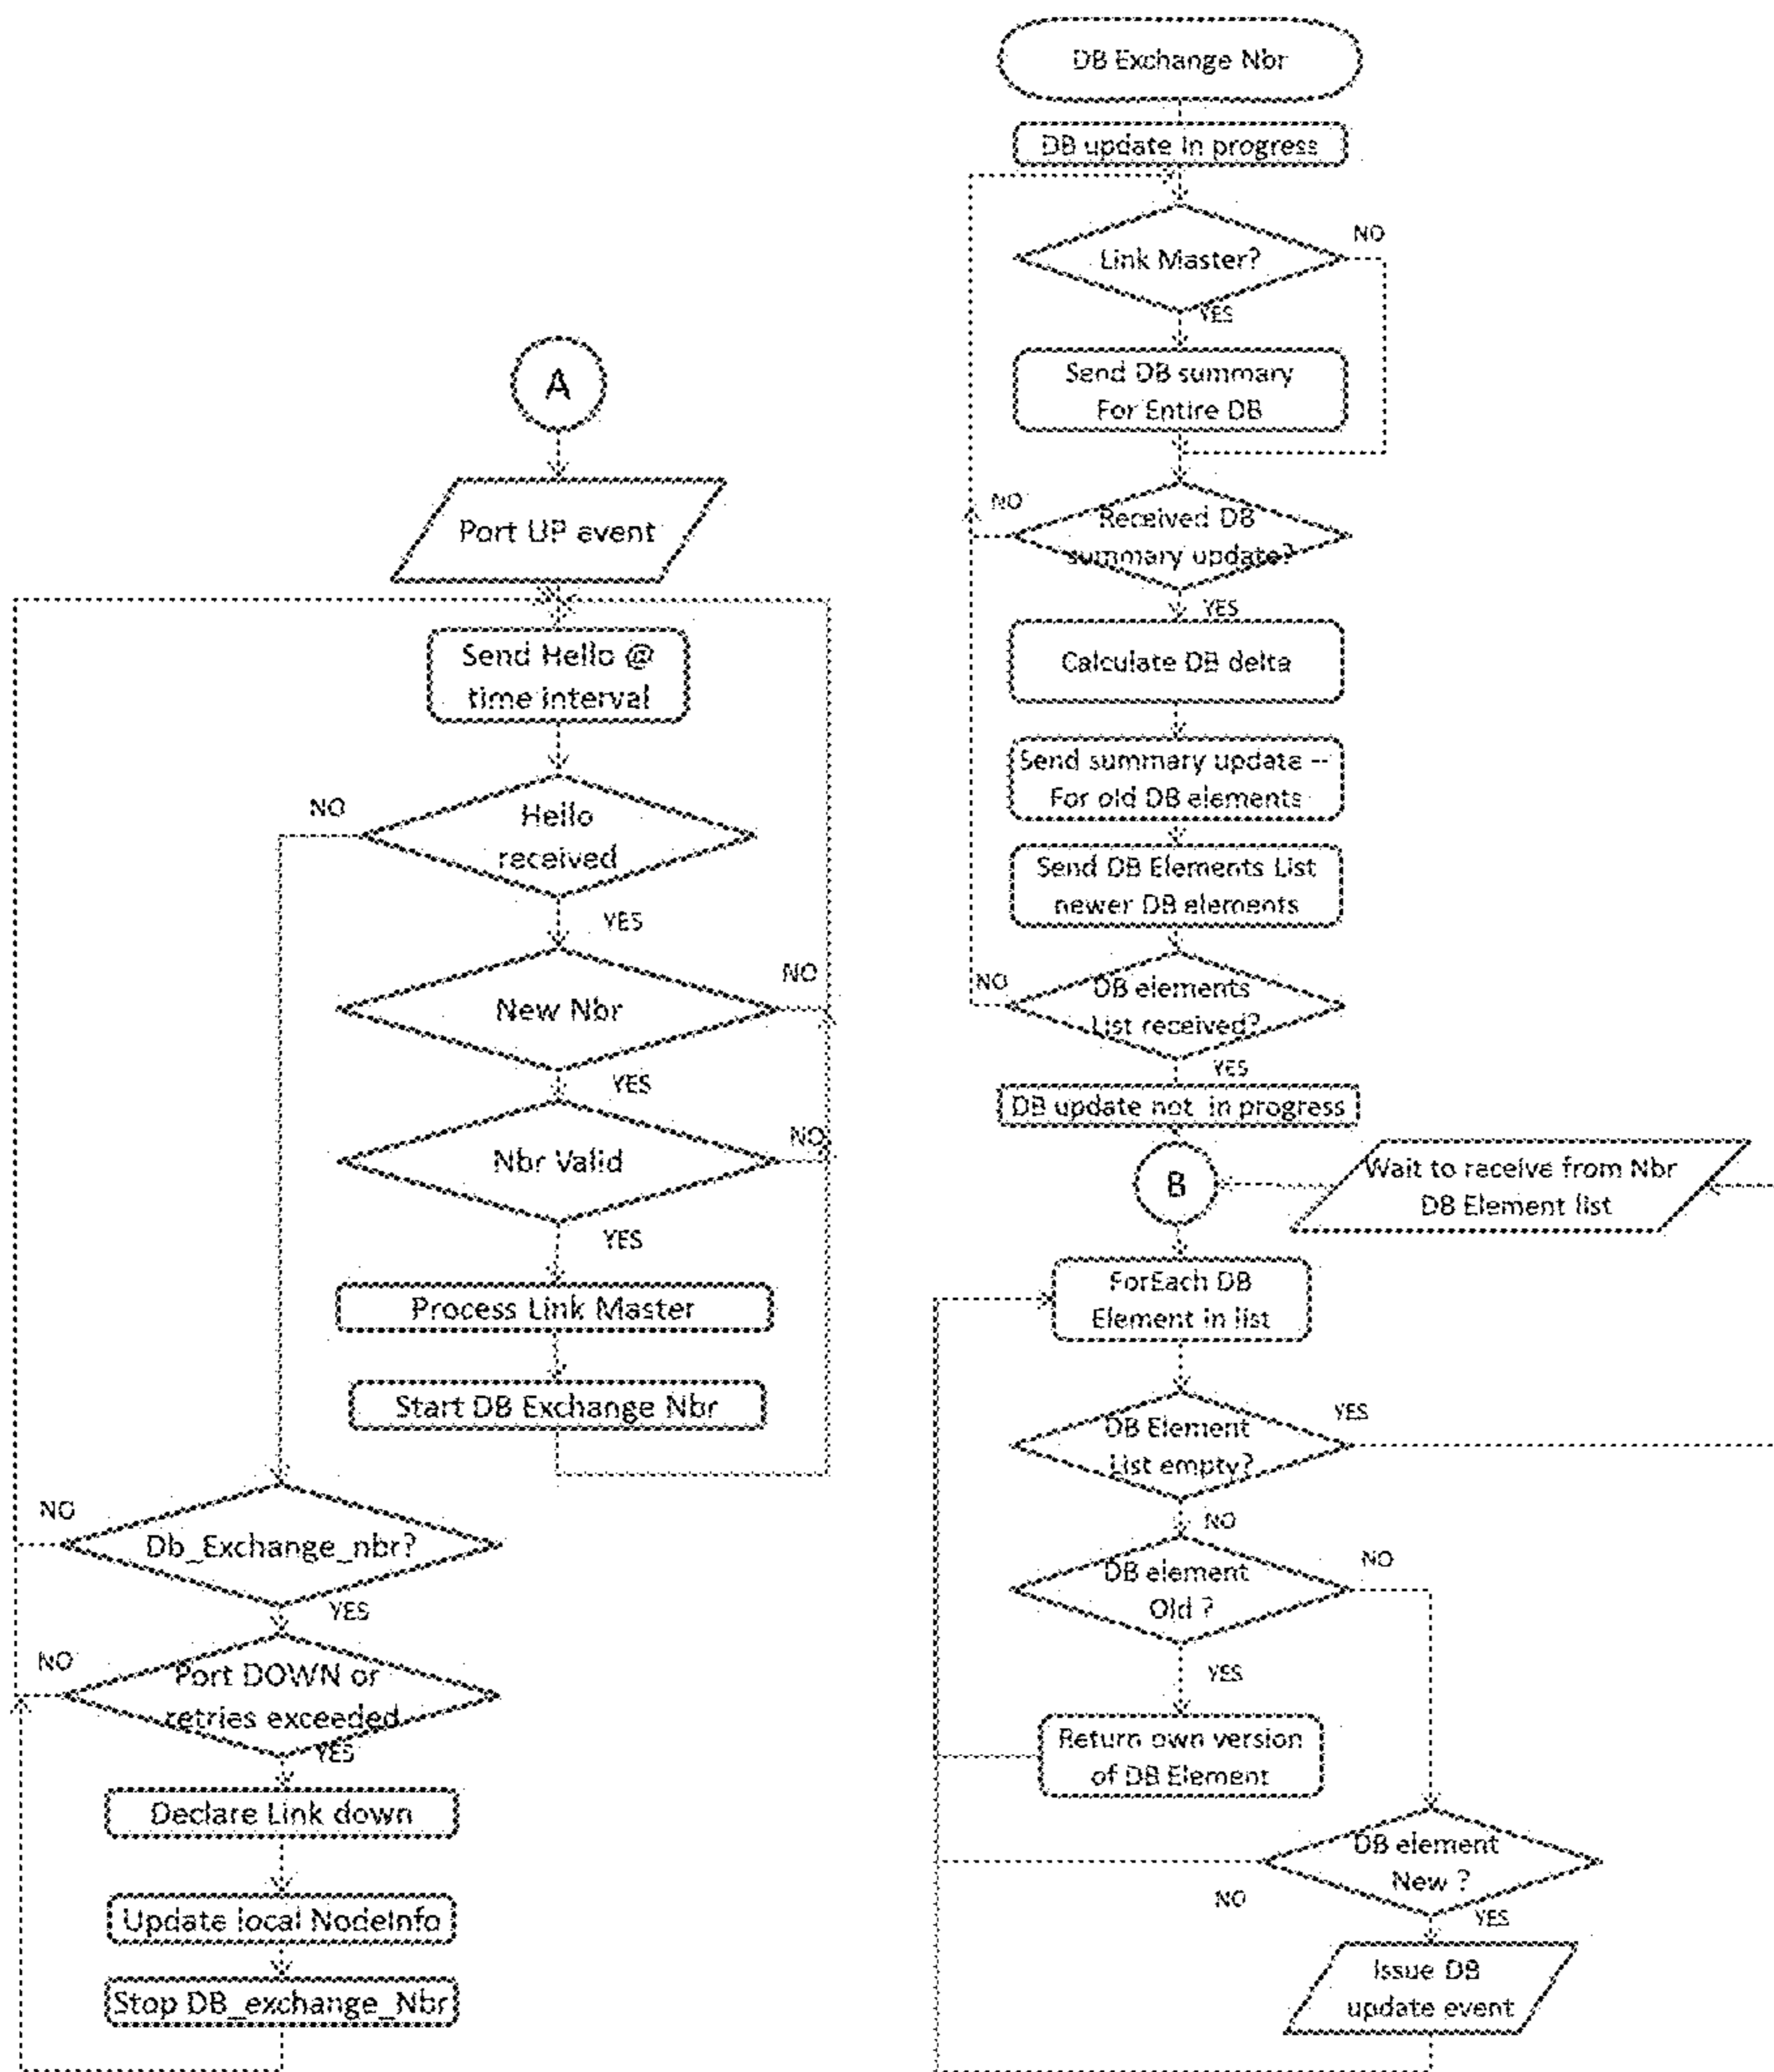 A
Port UP event
Send Hello @
time interval
Hello
received
NO
YES
New Nbr
NO
YES
Nbr Valid
NO
YES
Process Link Master
Start DB Exchange Nbr
Db_Exchange_nbr?
NO
YES
Port DOWN or
retries exceeded
NO
YES
Declare Link down
Update local NodeInfo
Stop DB_exchange_Nbr
DB Exchange Nbr
DB update in progress
Link Master?
NO
YES
Send DB summary
For Entire DB
Received DB
summary update?
NO
YES
Calculate DB delta
Send summary update --
For old DB elements
Send DB Elements List
newer DB elements
DB elements
List received?
NO
YES
DB update not in progress
B
Wait to receive from Nbr
DB Element list
ForEach DB
Element in list
DB Element
List empty?
YES
NO
DB element
Old ?
NO
YES
Return own version
of DB Element
DB element
New ?
NO
YES
Issue DB
update event